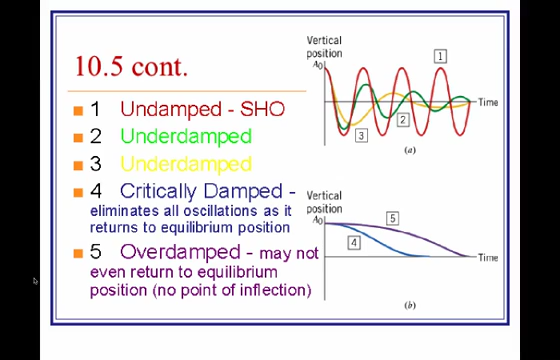 10.5 cont.
1 Undamped - SHO
2 Underdamped
3 Underdamped
4 Critically Damped -
eliminates all oscillations as it
returns to equilibrium position
5 Overdamped - may not
even return to equilibrium
position (no point of inflection)
Vertical
position
A0
1
Time
2
3
(a)
Vertical
position
A0
5
4
Time
(b)